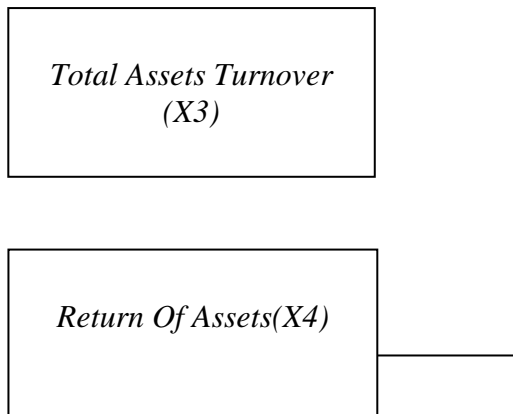 Total Assets Turnover
(X3)
Return Of Assets(X4)